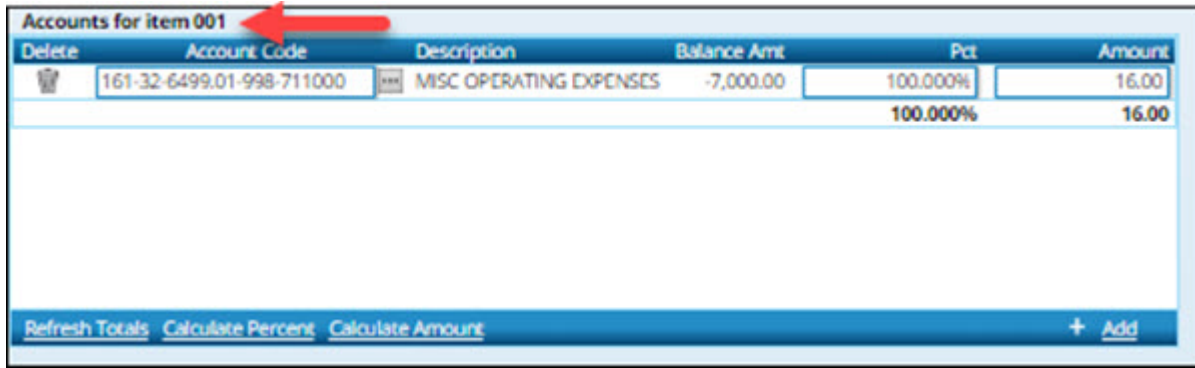 Accounts for item 001
Delete Account Code Description Balance Amt Pct Amount
161-32-6499.01-998-711000 ... MISC OPERATING EXPENSES -7,000.00 100.000% 16.00
100.000% 16.00
Refresh Totals Calculate Percent Calculate Amount + Add